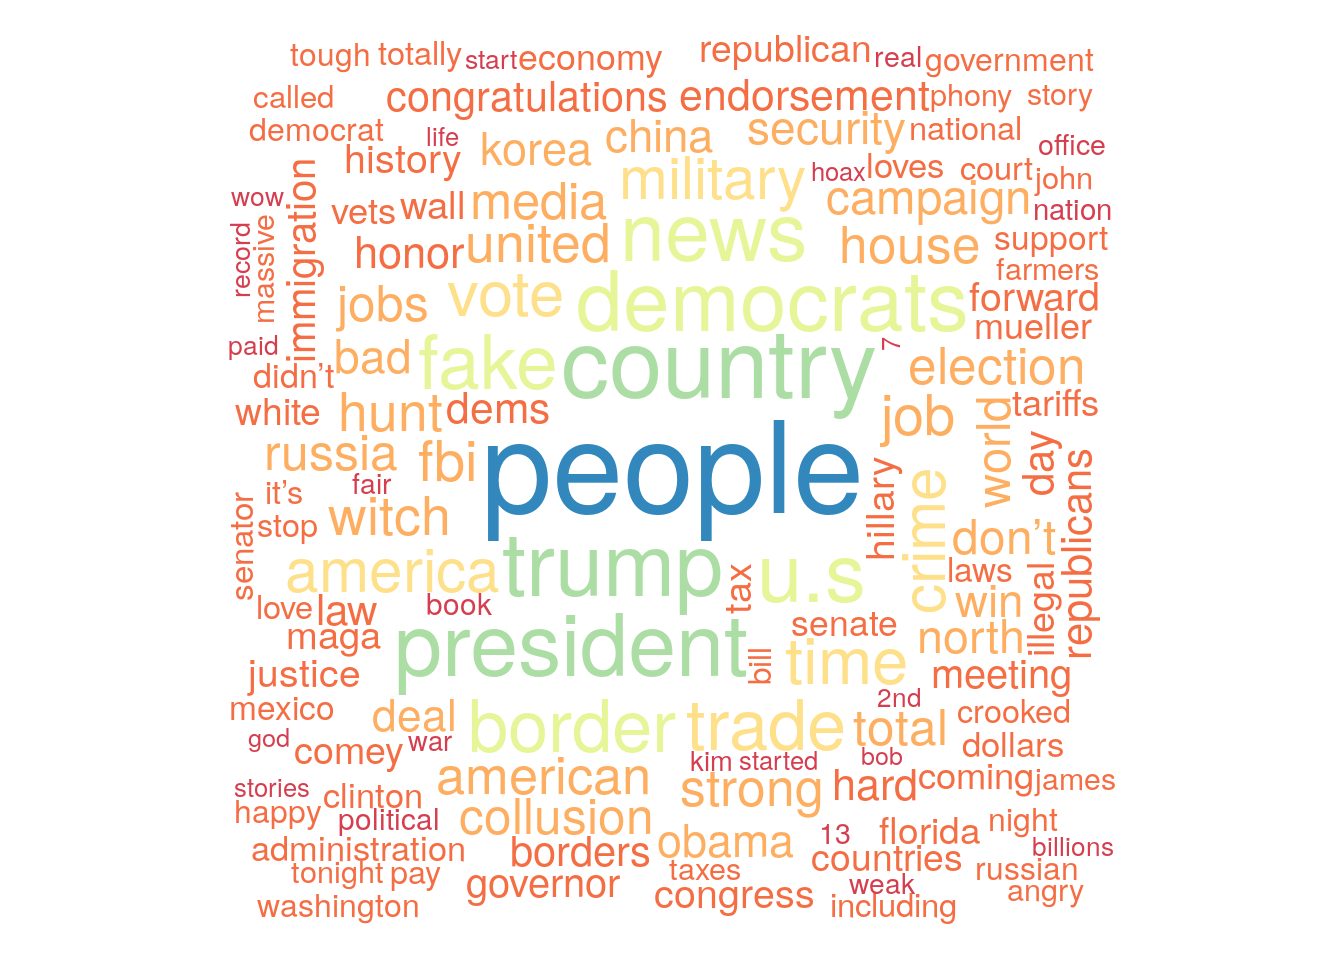 tough totally start economy republican real government
called congratulations endorsement phony story
democrat life korea china security national office
history military hoax loves court john
wow vets wall media news campaign nation
record massive immigration honor united house support
jobs vote democrats farmers forward
paid bad fake country 7 mueller
didn't election
white hunt dems job world tariffs
russia fbi people hillary day republicans
it's fair
senator stop witch crime don't
america trump tax u.s laws illegal
love law book win
maga senate north
justice president bill time meeting
mexico deal border trade total 2nd crooked
god comey war dollars
stories american kim started bob
happy clinton strong hard coming james
political collusion 13 florida night
administration borders obama countries billions
tonight pay taxes russian
governor congress weak angry
washington including